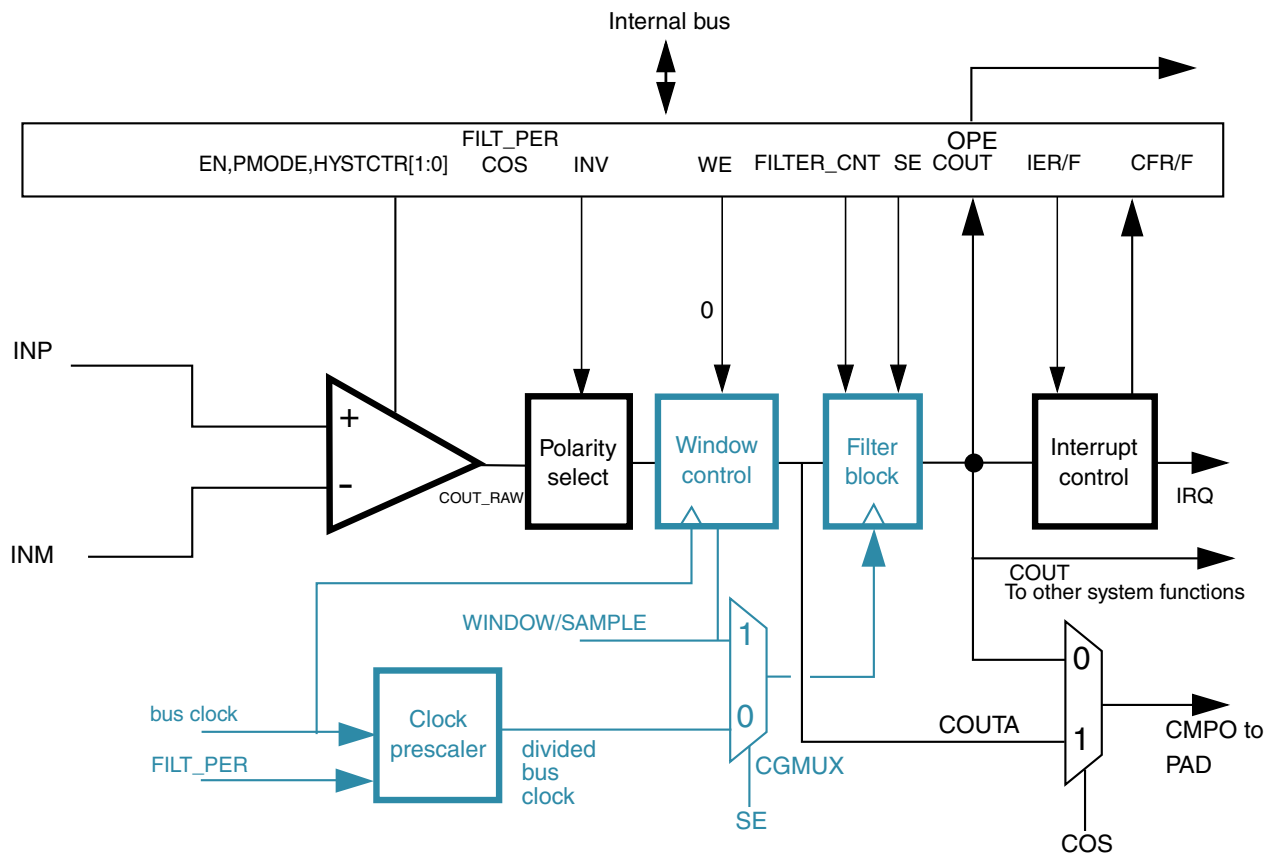 Internal bus
FILT_PER
OPE
EN,PMODE,HYSTCTR[1:0]
COS
INV
WE
FILTER_CNT
SE
COUT
IER/F
CFR/F
0
INP
+
-
INM
COUT_RAW
Polarity
select
Window
control
Filter
block
Interrupt
control
IRQ
COUT
To other system functions
WINDOW/SAMPLE
1
0
bus clock
FILT_PER
Clock
prescaler
divided
bus
clock
CGMUX
SE
0
1
COUTA
CMPO to
PAD
COS